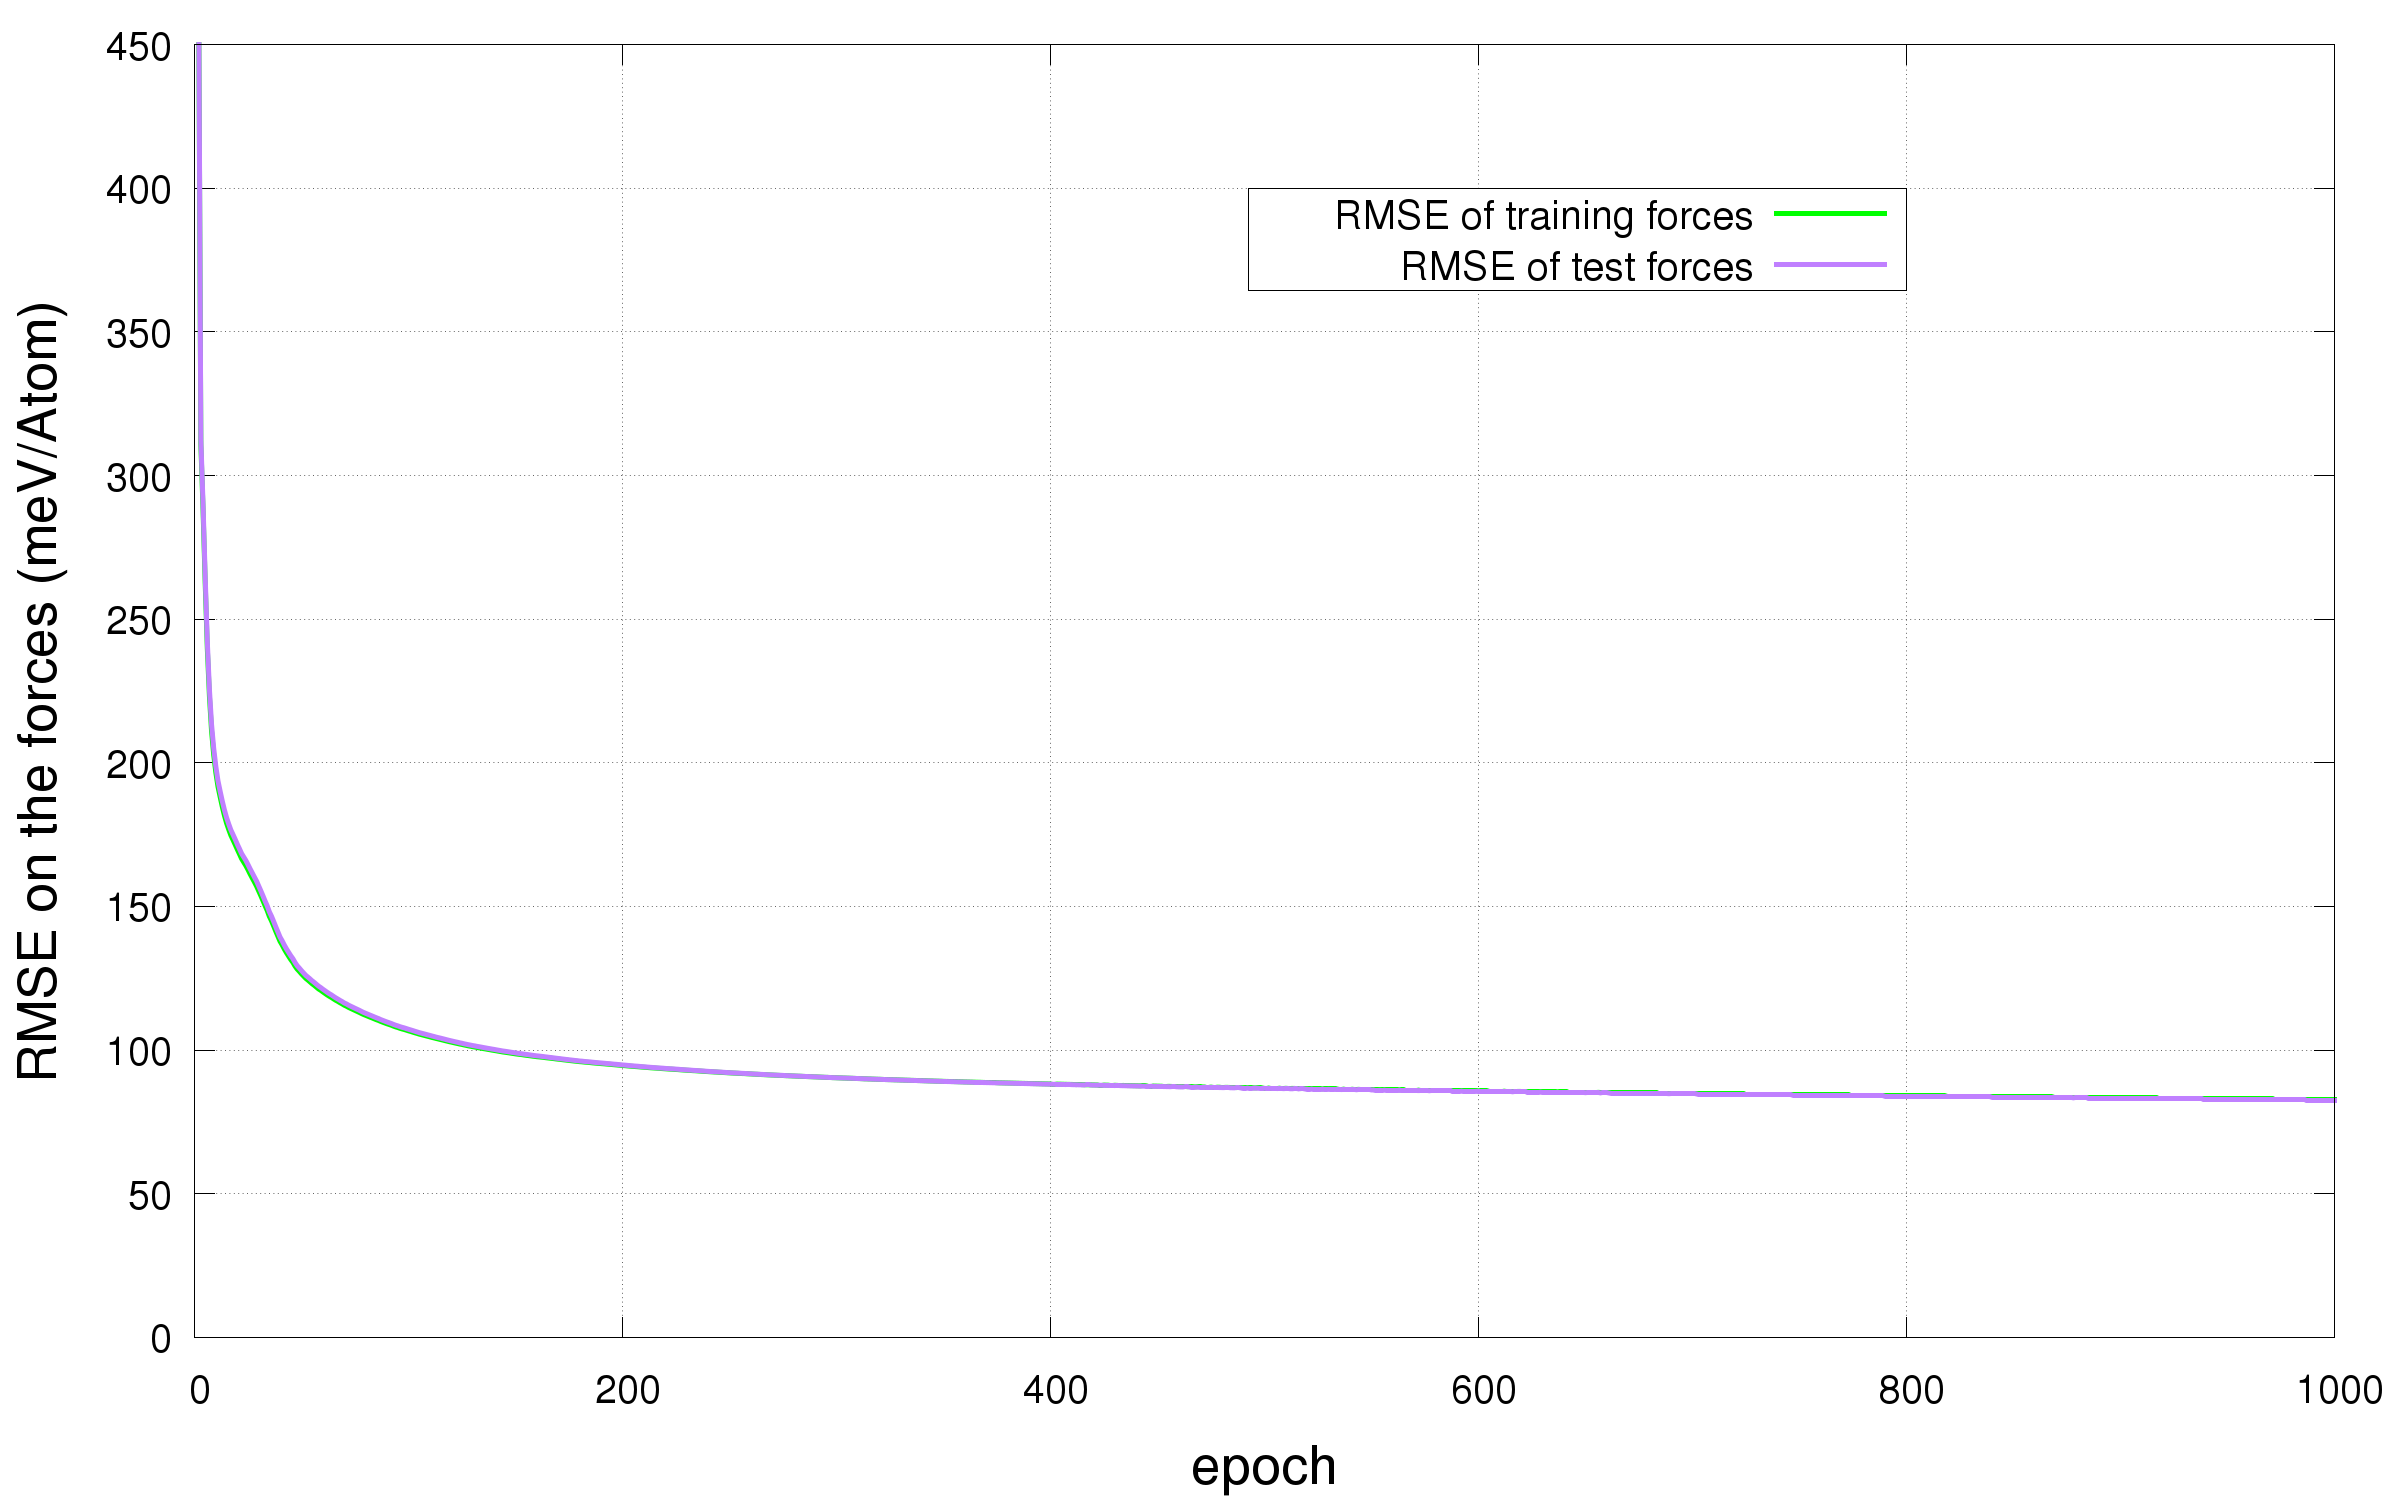 450
400
350
300
250
200
150
100
50
0
RMSE on the forces (meV/Atom)
RMSE of training forces
RMSE of test forces
0 200 400 600 800 1000
epoch